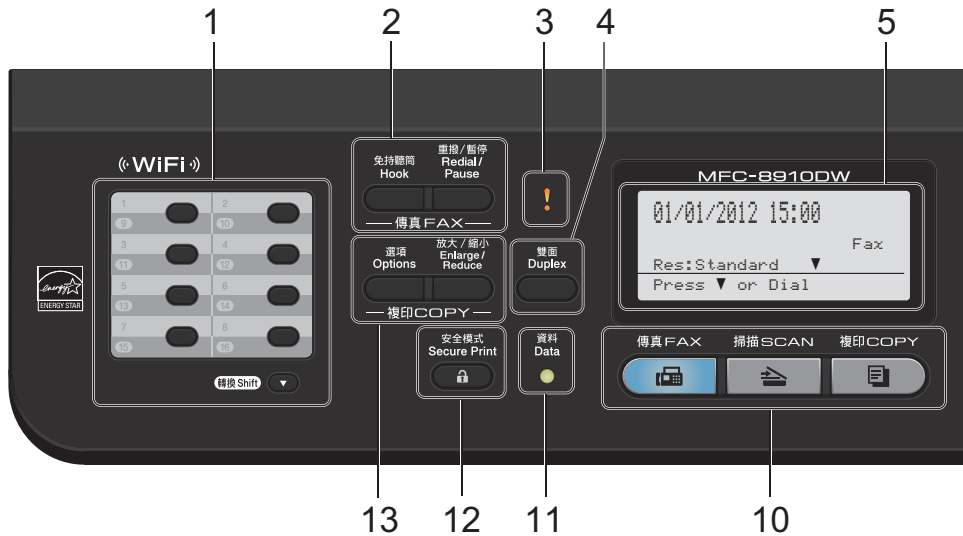 1 2 3 4 5
WiFi
1 2
9 10
3 4
11 12
5 6
13 14
7 8
15 16
轉換 Shift ▼
energy
ENERGY STAR
免持聽筒
Hook
重撥/暫停
Redial/
Pause
傳真FAX
選項
Options
放大/縮小
Enlarge/
Reduce
複印COPY
!
雙面
Duplex
安全模式
Secure Print
資料
Data
MFC-8910DW
01/01/2012 15:00
Fax
Res:Standard ▼
Press ▼ or Dial
傳真FAX 掃描SCAN 複印COPY
13 12 11 10